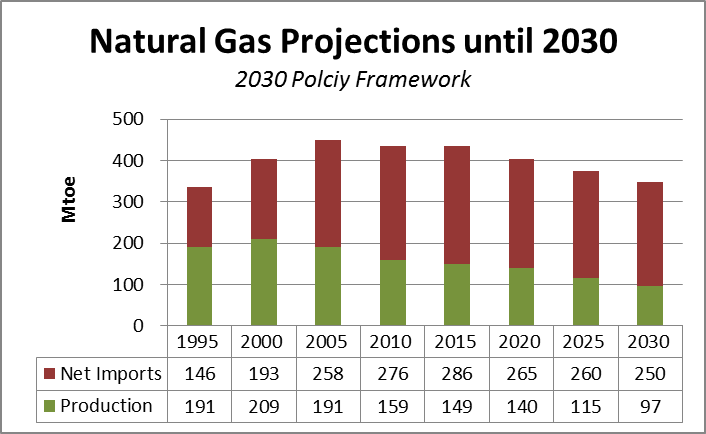 Natural Gas Projections until 2030
2030 Polciy Framework
500
400
300
200
100
0
Mtoe
1995 2000 2005 2010 2015 2020 2025 2030
Net Imports 146 193 258 276 286 265 260 250
Production 191 209 191 159 149 140 115 97